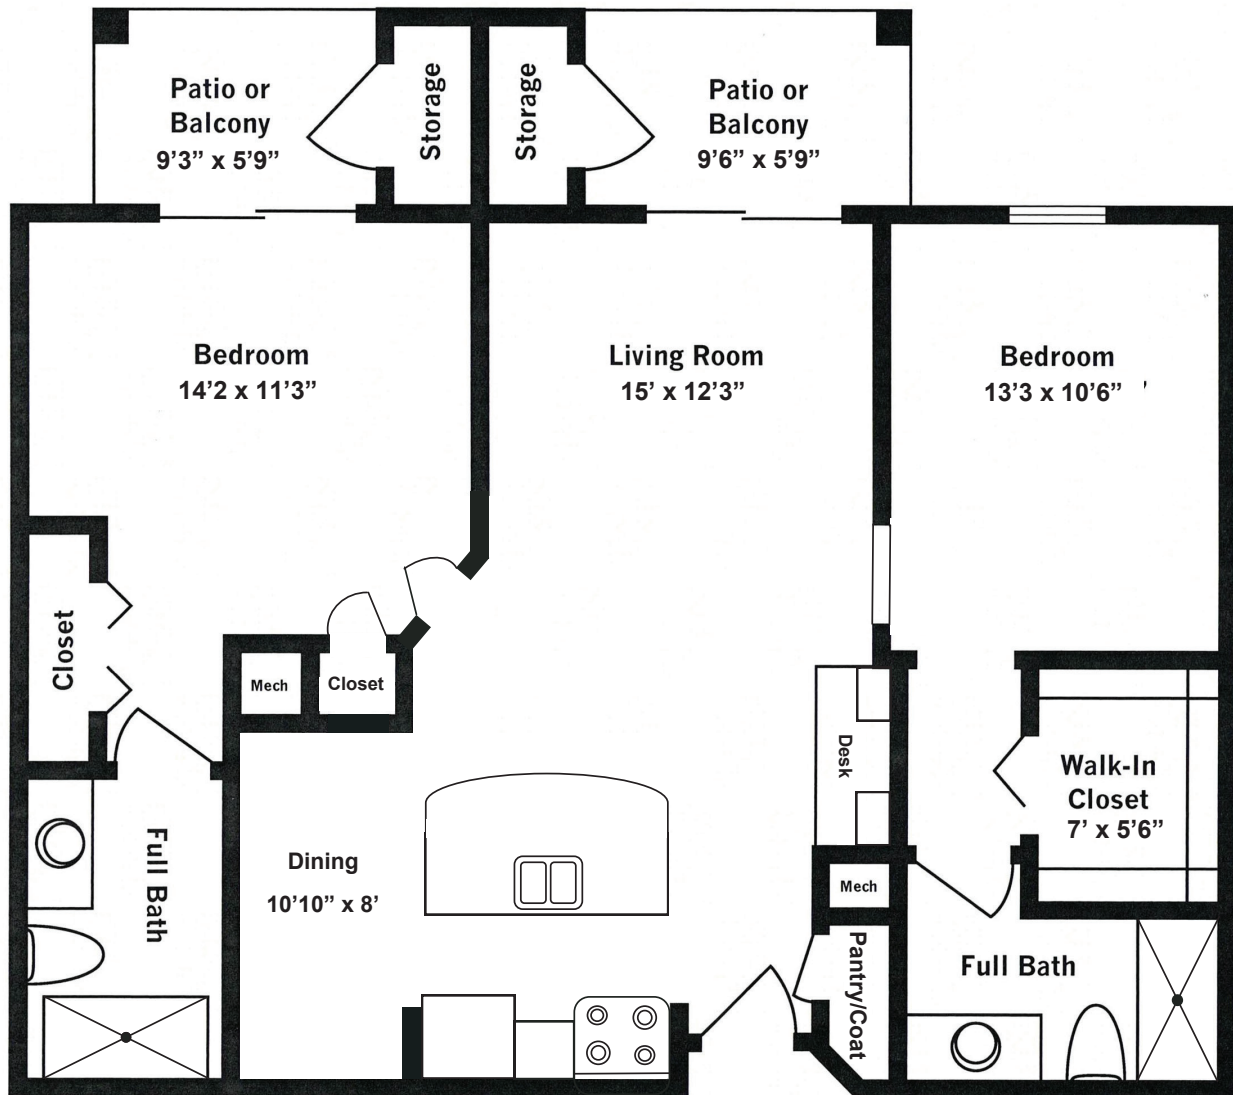 Patio or
Balcony
9’3” x 5’9”
Storage
Storage
Patio or
Balcony
9’6” x 5’9”
Bedroom
14’2 x 11’3”
Living Room
15’ x 12’3”
Bedroom
13’3 x 10’6” ’
Closet
Mech
Closet
Desk
Walk-In
Closet
7’ x 5’6”
Full Bath
Dining
10’10” x 8’
Mech
Pantry/Coat
Full Bath